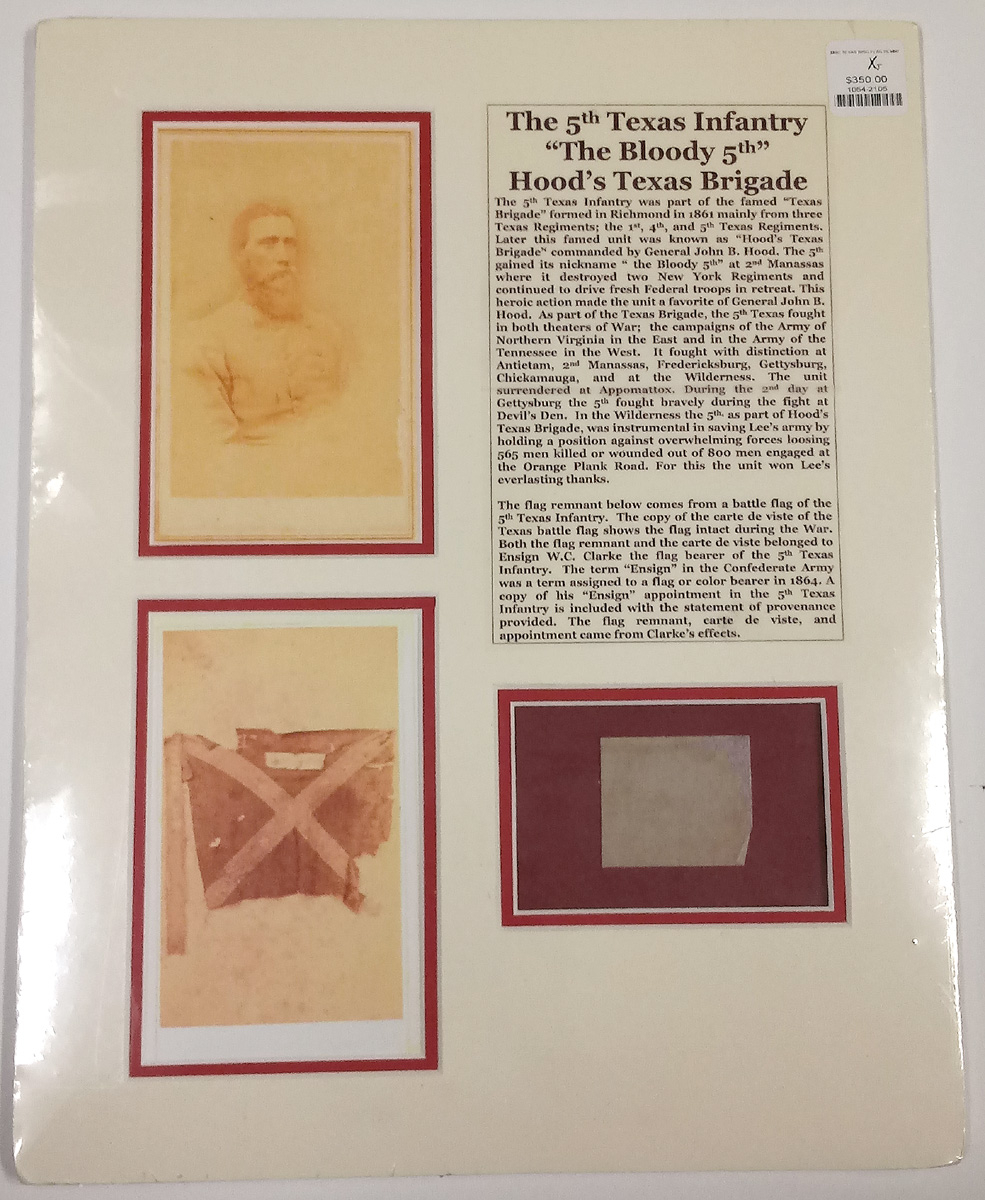 X
$350.00
1054-2105
The 5th Texas Infantry
“The Bloody 5th”
Hood’s Texas Brigade
The 5th Texas Infantry was part of the famed “Texas
Brigade” formed in Richmond in 1861 mainly from three
Texas Regiments; the 1st, 4th, and 5th Texas Regiments.
Later this famed unit was known as “Hood’s Texas
Brigade” commanded by General John B. Hood. The 5th
gained its nickname “ the Bloody 5th” at 2nd Manassas
where it destroyed two New York Regiments and
continued to drive fresh Federal troops in retreat. This
heroic action made the unit a favorite of General John B.
Hood. As part of the Texas Brigade, the 5th Texas fought
in both theaters of War; the campaigns of the Army of
Northern Virginia in the East and in the Army of the
Tennessee in the West. It fought with distinction at
Antietam, 2nd Manassas, Fredericksburg, Gettysburg,
Chickamauga, and at the Wilderness. The unit
surrendered at Appomattox. During the 2nd day at
Gettysburg the 5th fought bravely during the fight at
Devil’s Den. In the Wilderness the 5th, as part of Hood’s
Texas Brigade, was instrumental in saving Lee’s army by
holding a position against overwhelming forces loosing
565 men killed or wounded out of 800 men engaged at
the Orange Plank Road. For this the unit won Lee’s
everlasting thanks.
The flag remnant below comes from a battle flag of the
5th Texas Infantry. The copy of the carte de viste of the
Texas battle flag shows the flag intact during the War.
Both the flag remnant and the carte de viste belonged to
Ensign W.C. Clarke the flag bearer of the 5th Texas
Infantry. The term “Ensign” in the Confederate Army
was a term assigned to a flag or color bearer in 1864. A
copy of his “Ensign” appointment in the 5th Texas
Infantry is included with the statement of provenance
provided. The flag remnant, carte de viste, and
appointment came from Clarke’s effects.